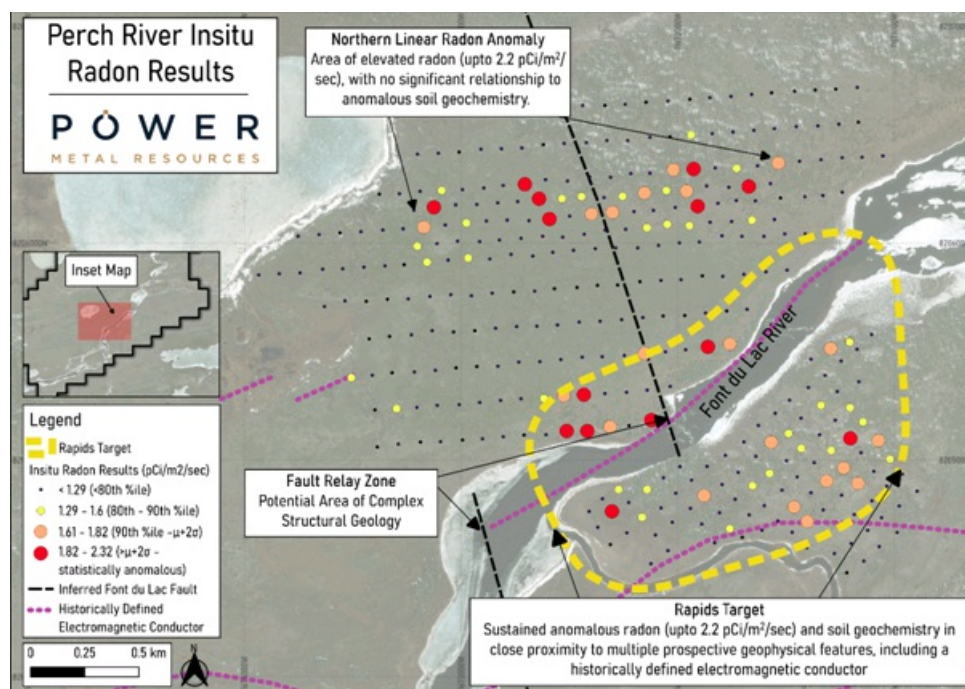 Perch River Insitu
Radon Results
POWER
METAL RESOURCES
Northern Linear Radon Anomaly
Area of elevated radon (upto 2.2 pCi/m²/
sec), with no significant relationship to
anomalous soil geochemistry.
Inset Map
Font du Lac River
Legend
Rapids Target
Insitu Radon Results (pCi/m2/sec)
< 1.29 (<80th %ile)
1.29 - 1.6 (80th - 90th %ile)
1.61 - 1.82 (90th %ile -μ+2σ)
1.82 - 2.32 (>μ+2σ -
statistically anomalous)
Inferred Font du Lac Fault
Historically Defined
Electromagnetic Conductor
0 0.25 0.5 km
N
Fault Relay Zone
Potential Area of Complex
Structural Geology
Rapids Target
Sustained anomalous radon (upto 2.2 pCi/m²/sec) and soil geochemistry in
close proximity to multiple prospective geophysical features, including a
historically defined electromagnetic conductor